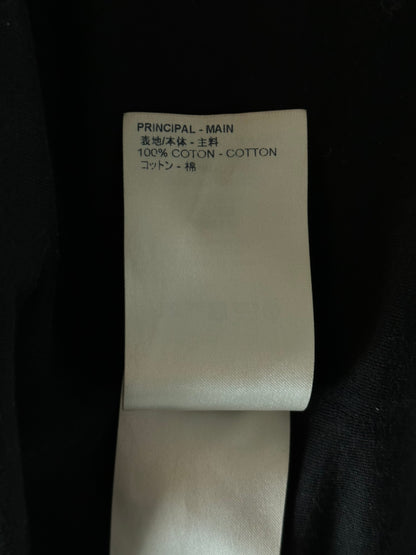 PRINCIPAL - MAIN
表地/本体 - 主料
100% COTON - COTTON
コットン - 棉